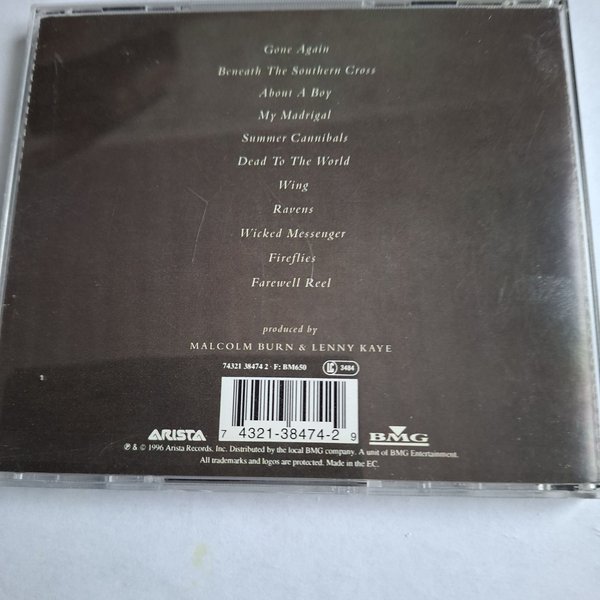 Gone Again
Beneath The Southern Cross
About A Boy
My Madrigal
Summer Cannibals
Dead To The World
Wing
Ravens
Wicked Messenger
Fireflies
Farewell Reel
produced by
MALCOLM BURN & LENNY KAYE
74321 38474 2 · F: BM650
LC 3484
7 4321-38474-2 9
ARISTA
BMG
℗ & © 1996 Arista Records, Inc. Distributed by the local BMG company. A unit of BMG Entertainment.
All trademarks and logos are protected. Made in the EC.